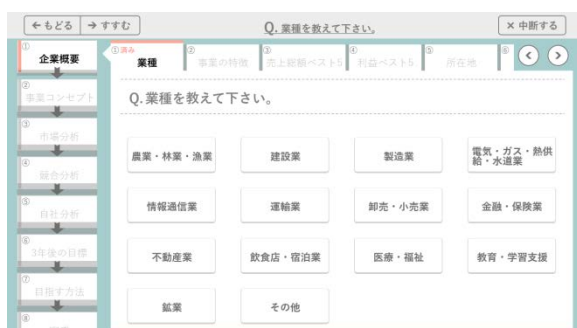 ←もどる
→すすむ
Q.業種を教えて下さい。
×中断する
①
企業概要
②
事業コンセプト
③
市場分析
④
競合分析
⑤
自社分析
⑥
3年後の目標
⑦
目指す方法
⑧
①済み
業種
②
事業の特徴
③
売上総額ベスト5
④
利益ベスト5
⑤
所在地
⑥
Q.業種を教えて下さい。
農業・林業・漁業
建設業
製造業
電気・ガス・熱供
給・水道業
情報通信業
運輸業
卸売・小売業
金融・保険業
不動産業
飲食店・宿泊業
医療・福祉
教育・学習支援
鉱業
その他